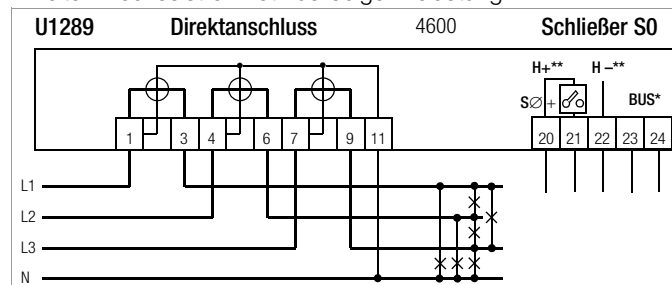 U1289 Direktanschluss 4600 Schließer S0
H+** H –**
SØ + BUS*
1 3 4 6 7 9 11 20 21 22 23 24
L1
L2
L3
N